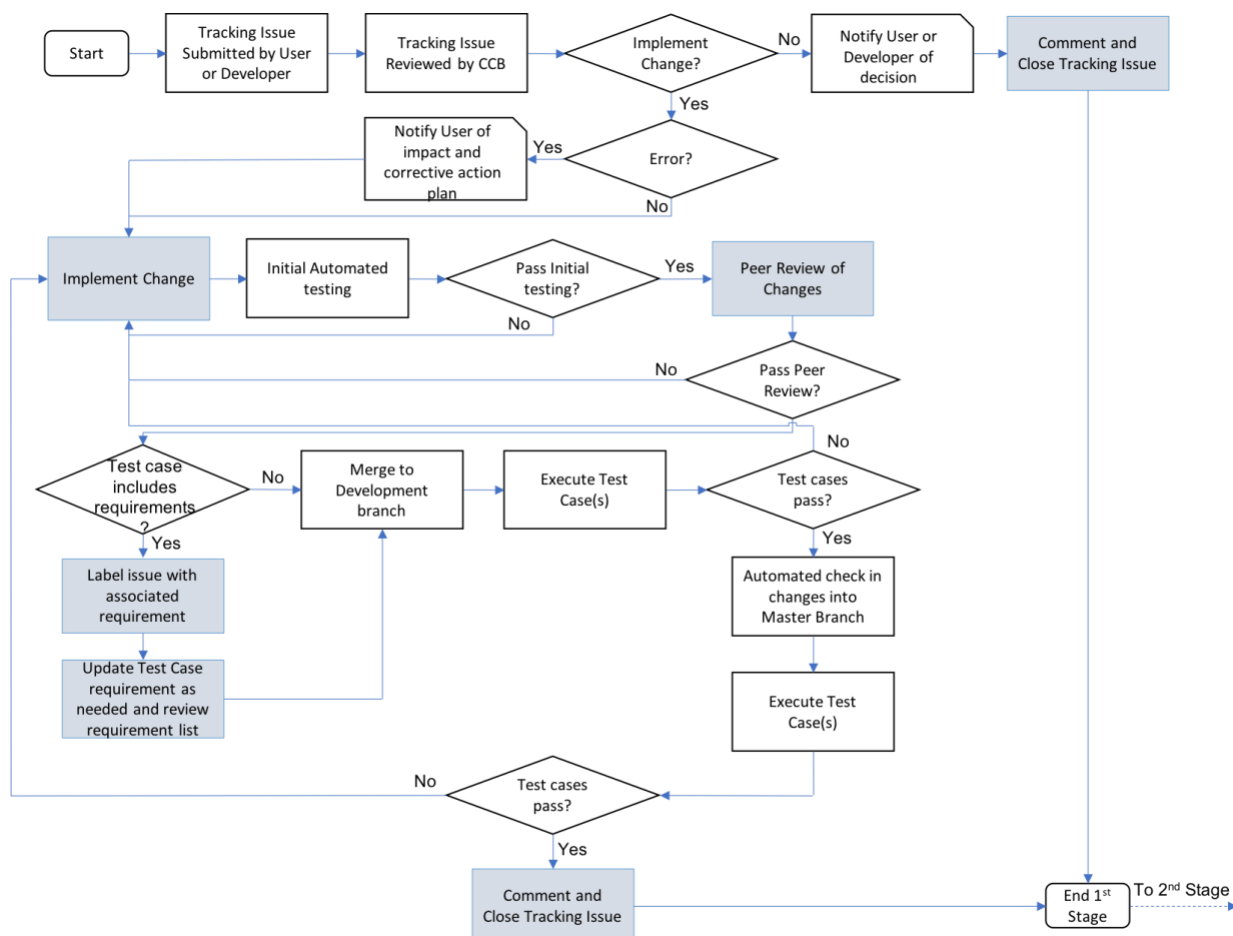 Start
Tracking Issue
Submitted by User
or Developer
Tracking Issue
Reviewed by CCB
Implement
Change?
No
Notify User or
Developer of
decision
Comment and
Close Tracking Issue
Yes
Notify User of
impact and
corrective action
plan
Yes
Error?
No
Implement Change
Initial Automated
testing
Pass Initial
testing?
Yes
Peer Review of
Changes
No
No
Pass Peer
Review?
No
Test case
includes
requirements
?
No
Merge to
Development
branch
Execute Test
Case(s)
Test cases
pass?
Yes
Yes
Label issue with
associated
requirement
Automated check in
changes into
Master Branch
Update Test Case
requirement as
needed and review
requirement list
Execute Test
Case(s)
No
Test cases
pass?
Yes
Comment and
Close Tracking Issue
End 1st
Stage
To 2nd Stage